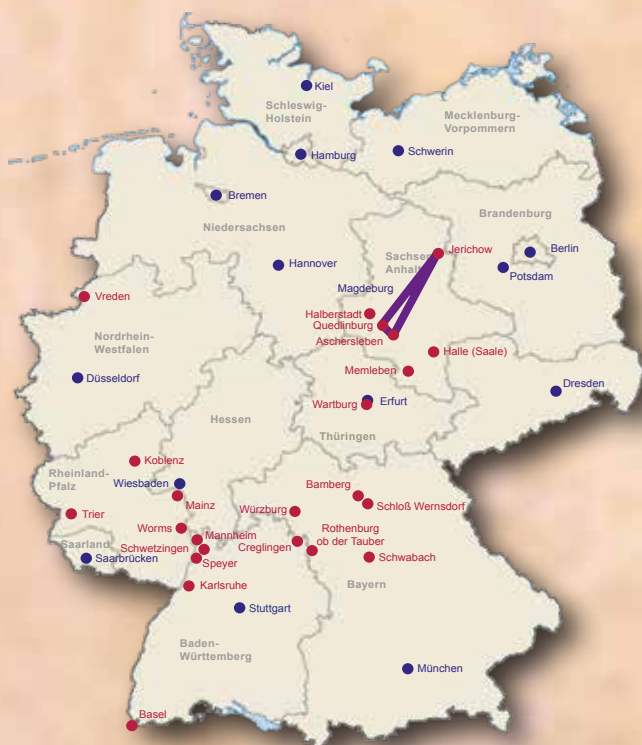 Kiel
Schleswig-
Holstein
Mecklenburg-
Vorpommern
Hamburg
Schwerin
Bremen
Niedersachsen
Brandenburg
Jerichow
Berlin
Sachsen
Anhalt
Hannover
Potsdam
Magdeburg
Vreden
Halberstadt
Quedlinburg
Aschersleben
Nordrhein-
Westfalen
Halle (Saale)
Memleben
Düsseldorf
Dresden
Erfurt
Wartburg
Hessen
Thüringen
Koblenz
Rheinland-
Pfalz
Wiesbaden
Mainz
Bamberg
Schloß Wernsdorf
Trier
Würzburg
Worms
Rothenburg
ob der Tauber
Mannheim
Creglingen
Saarland
Schwetzingen
Saarbrücken
Speyer
Schwabach
Karlsruhe
Bayern
Stuttgart
Baden-
Württemberg
München
Basel